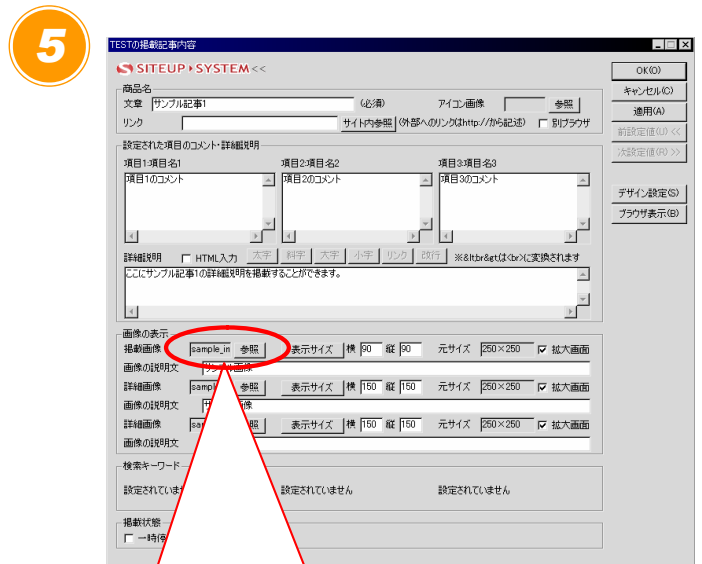 5
TESTの掲載記事内容
SITEUP SYSTEM<<
OK(O)
キャンセル(C)
適用(A)
前設定値(U) <<
次設定値(R) >>
デザイン設定(S)
ブラウザ表示(B)
商品名
文章 サンプル記事1 (必須) アイコン画像 参照
リンク サイト内参照 (外部へのリンクはhttp://から記述) 別ブラウザ
設定された項目のコメント・詳細説明
項目1:項目名1 項目2:項目名2 項目3:項目名3
項目1のコメント 項目2のコメント 項目3のコメント
詳細説明 HTML入力 太字 斜字 大字 小字 リンク 改行 ※&ltbr&gtは<br>に変換されます
ここにサンプル記事1の詳細説明を掲載することができます。
画像の表示
掲載画像 sample_in 参照 表示サイズ 横 90 縦 90 元サイズ 250×250 拡大画面
画像の説明文
詳細画像 表示サイズ 横 150 縦 150 元サイズ 250×250 拡大画面
画像の説明文
詳細画像 表示サイズ 横 150 縦 150 元サイズ 250×250 拡大画面
画像の説明文
検索キーワード
設定されていま 設定されていません 設定されていません
掲載状態
一時停